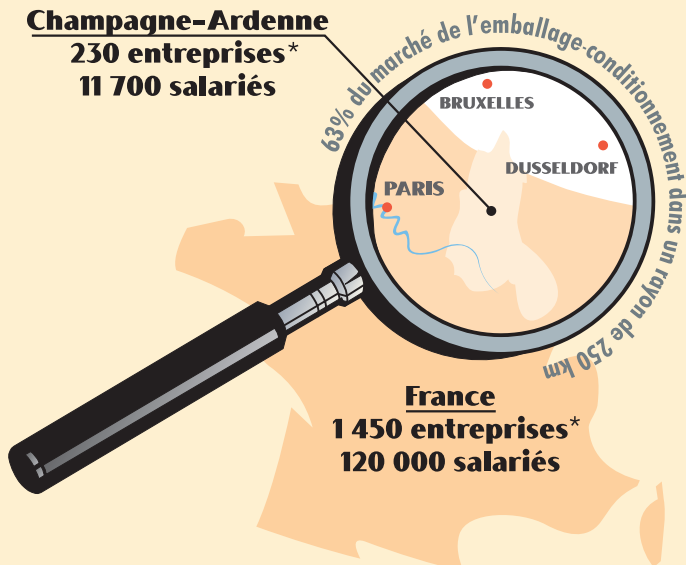 Champagne-Ardenne
230 entreprises*
11 700 salariés
63% du marché de l'emballage-conditionnement dans un rayon de 250 km
BRUXELLES
DUSSELDORF
PARIS
France
1 450 entreprises*
120 000 salariés